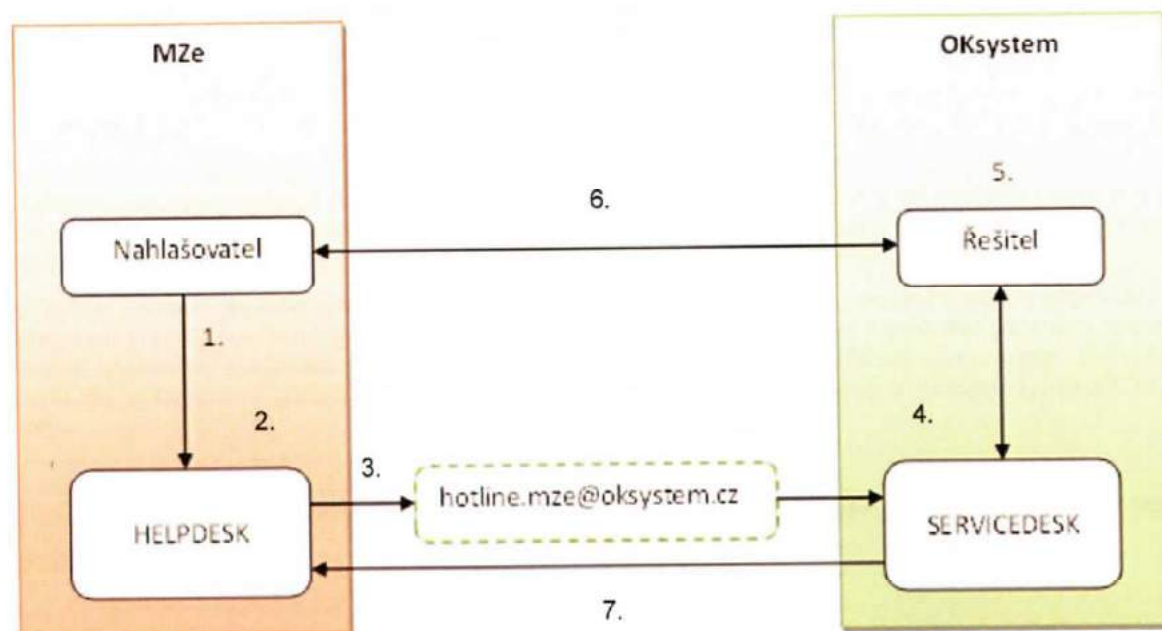 MZe
OKsystem
5.
6.
Nahlašovatel
Řešitel
1.
2.
4.
3.
hotline.mze@oksystem.cz
HELPDESK
SERVICEDESK
7.